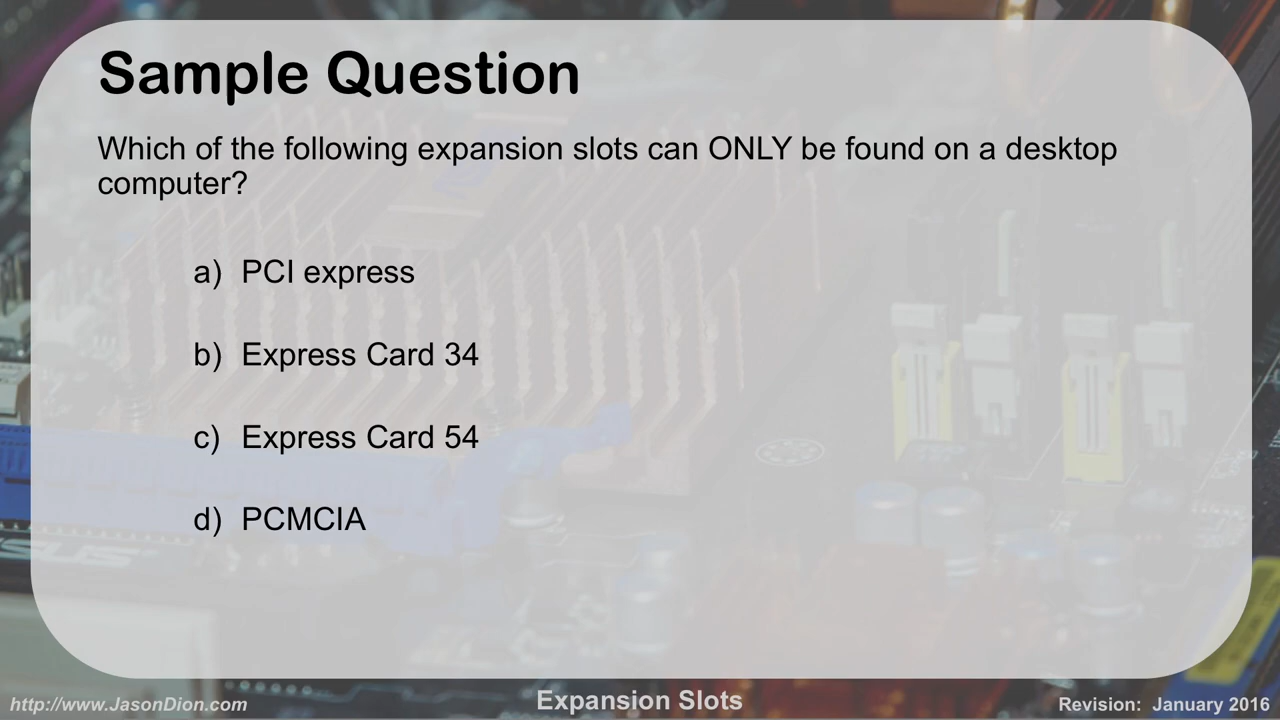 Sample Question
Which of the following expansion slots can ONLY be found on a desktop
computer?
a) PCI express
b) Express Card 34
c) Express Card 54
d) PCMCIA
http://www.JasonDion.com
Expansion Slots
Revision: January 2016